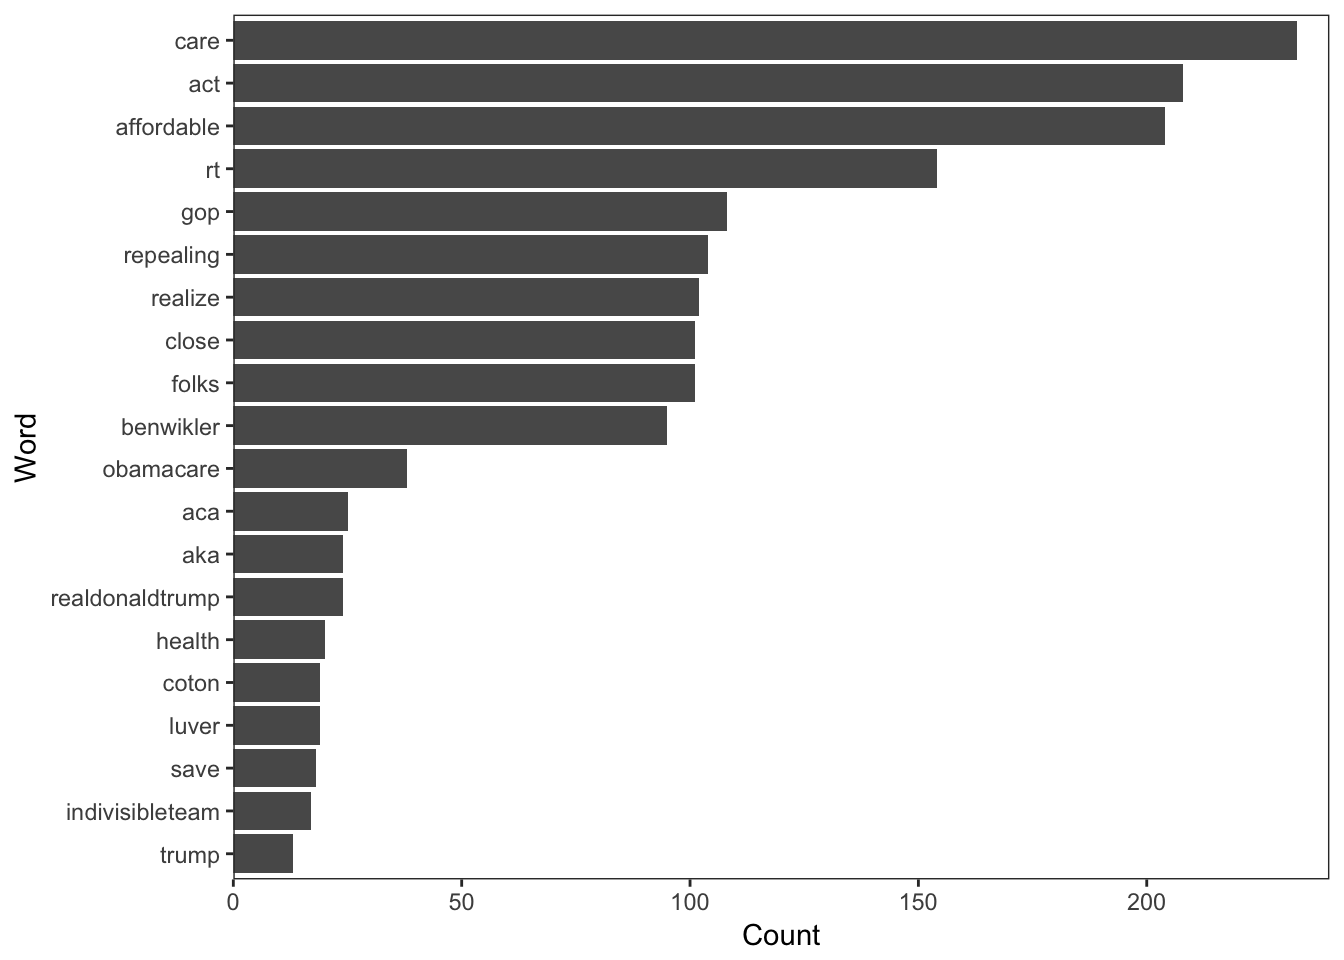 care
act
affordable
rt
gop
repealing
realize
close
folks
benwikler
obamacare
aca
aka
realdonaldtrump
health
coton
luver
save
indivisibleteam
trump
Word
0 50 100 150 200
Count